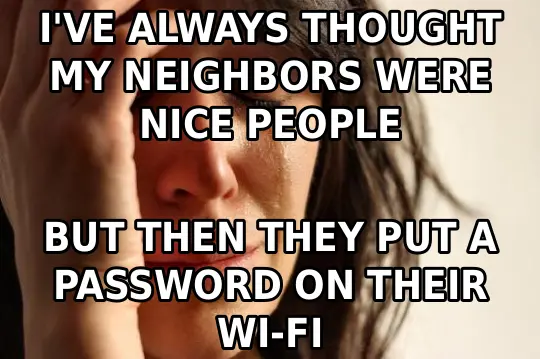 I'VE ALWAYS THOUGHT
MY NEIGHBORS WERE
NICE PEOPLE
BUT THEN THEY PUT A
PASSWORD ON THEIR
WI-FI